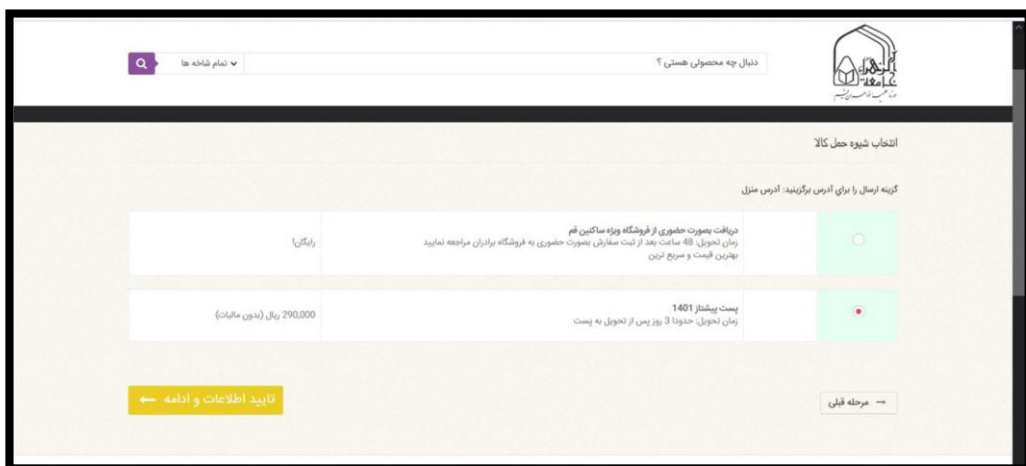 دنبال چه محصولی هستی ؟
تمام شاخه ها
جامعة الزهراء
انتخاب شیوه حمل کالا
گزینه ارسال را برای آدرس برگزینید: آدرس منزل
دریافت بصورت حضوری از فروشگاه ویژه ساکنین قم
زمان تحویل: 48 ساعت بعد از ثبت سفارش بصورت حضوری به فروشگاه برادران مراجعه نمایید
بهترین قیمت و سریع ترین
رایگان!
پست پیشتاز 1401
زمان تحویل: حدودا 3 روز پس از تحویل به پست
290,000 ریال (بدون مالیات)
مرحله قبلی
تایید اطلاعات و ادامه